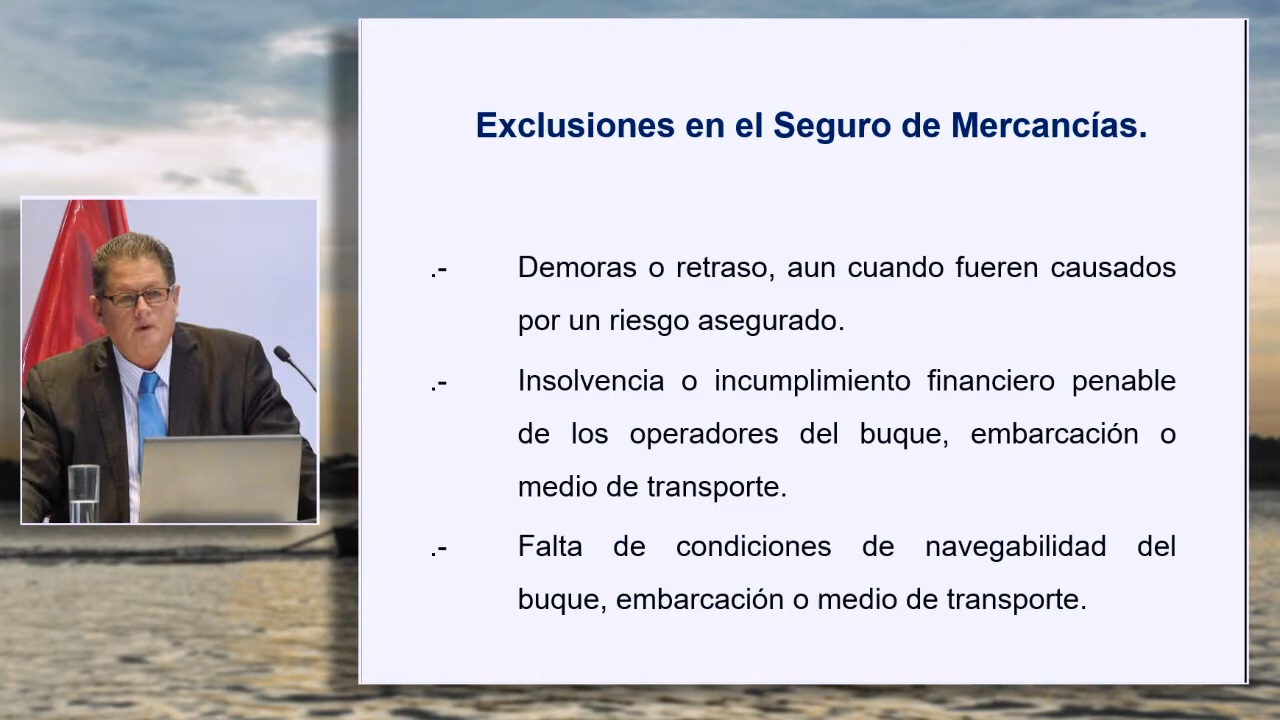 Exclusiones en el Seguro de Mercancías.
.- Demoras o retraso, aun cuando fueren causados
por un riesgo asegurado.
.- Insolvencia o incumplimiento financiero penable
de los operadores del buque, embarcación o
medio de transporte.
.- Falta de condiciones de navegabilidad del
buque, embarcación o medio de transporte.